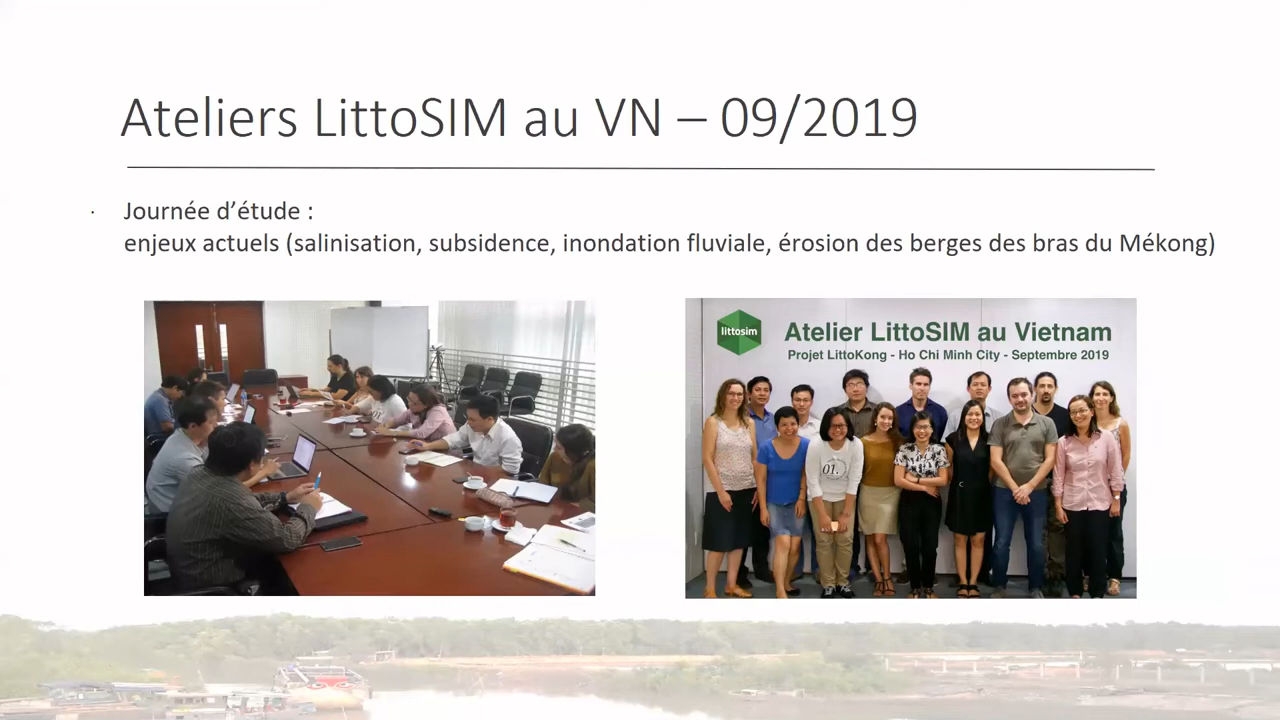 Ateliers LittoSIM au VN – 09/2019
· Journée d’étude :
enjeux actuels (salinisation, subsidence, inondation fluviale, érosion des berges des bras du Mékong)
littosim
Atelier LittoSIM au Vietnam
Projet LittoKong - Ho Chi Minh City - Septembre 2019
01.